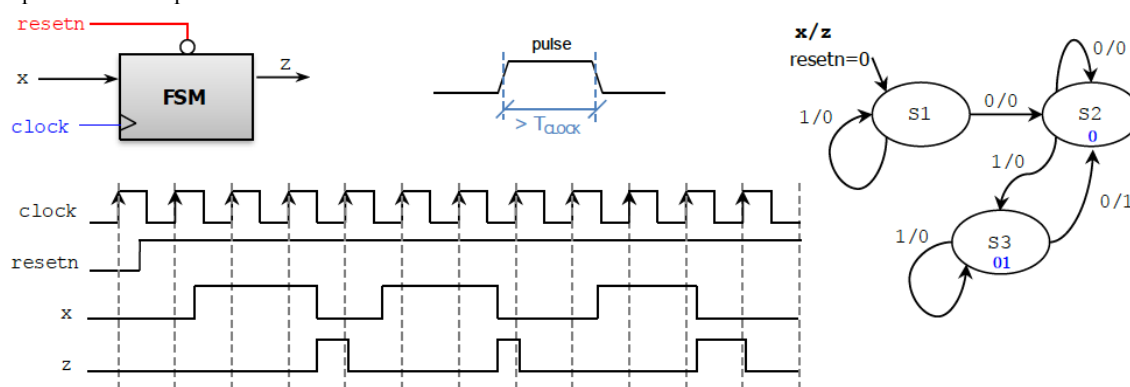 resetn
x
clock
FSM
z
pulse
> TCLOCK
x/z
resetn=0
1/0
S1
0/0
0/0
S2
0
1/0
0/1
1/0
S3
01
clock
resetn
x
z